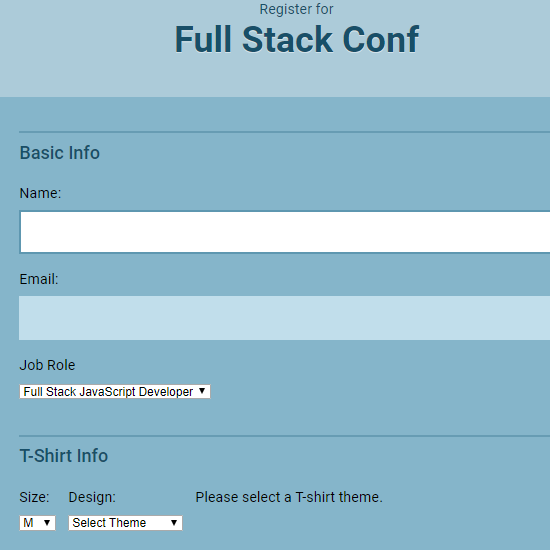 Register for
Full Stack Conf
Basic Info
Name:
Email:
Job Role
Full Stack JavaScript Developer
T-Shirt Info
Size: Design: Please select a T-shirt theme.
M Select Theme